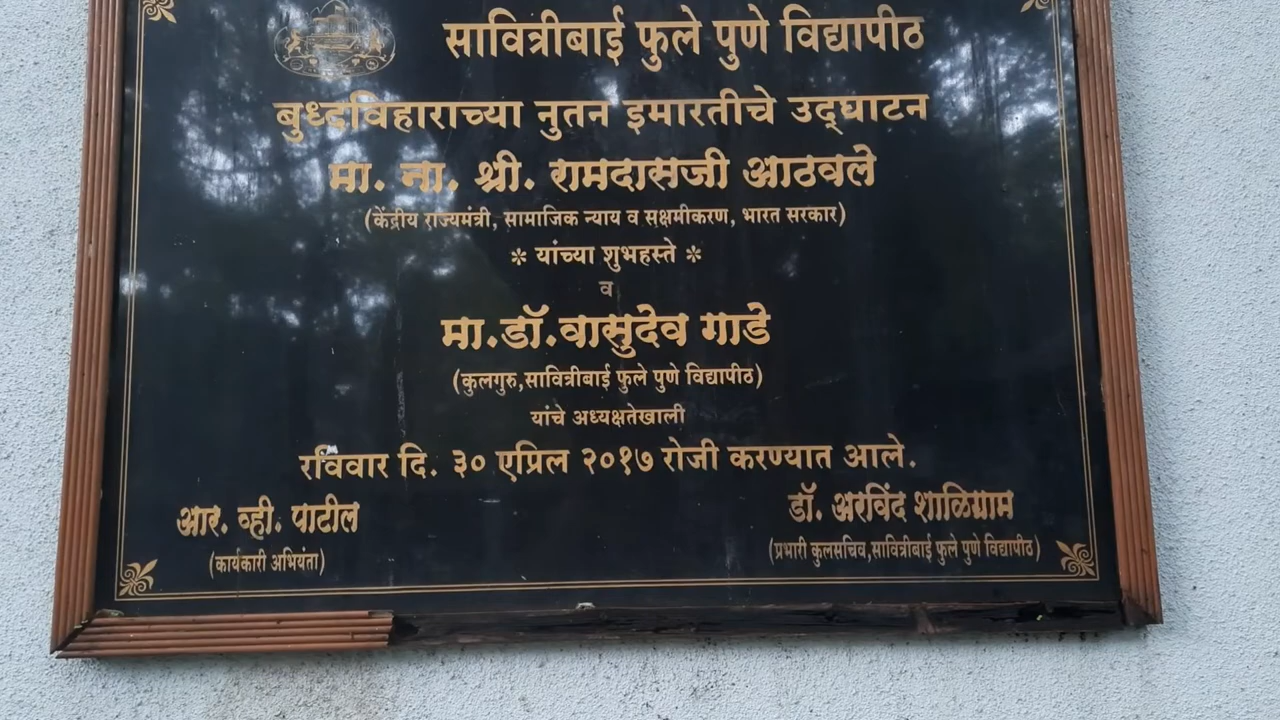 सावित्रीबाई फुले पुणे विद्यापीठ
बुध्दविहाराच्या नुतन इमारतीचे उद्‌घाटन
मा. ना. श्री. रामदासजी आठवले
(केंद्रीय राज्यमंत्री, सामाजिक न्याय व सक्षमीकरण, भारत सरकार)
* यांच्या शुभहस्ते *
व
मा.डॉ.वासुदेव गाडे
(कुलगुरु,सावित्रीबाई फुले पुणे विद्यापीठ)
यांचे अध्यक्षतेखाली
रविवार दि. ३० एप्रिल २०१७ रोजी करण्यात आले.
आर. व्ही. पाटील
(कार्यकारी अभियंता)
डॉ. अरविंद शाळिग्राम
(प्रभारी कुलसचिव,सावित्रीबाई फुले पुणे विद्यापीठ)